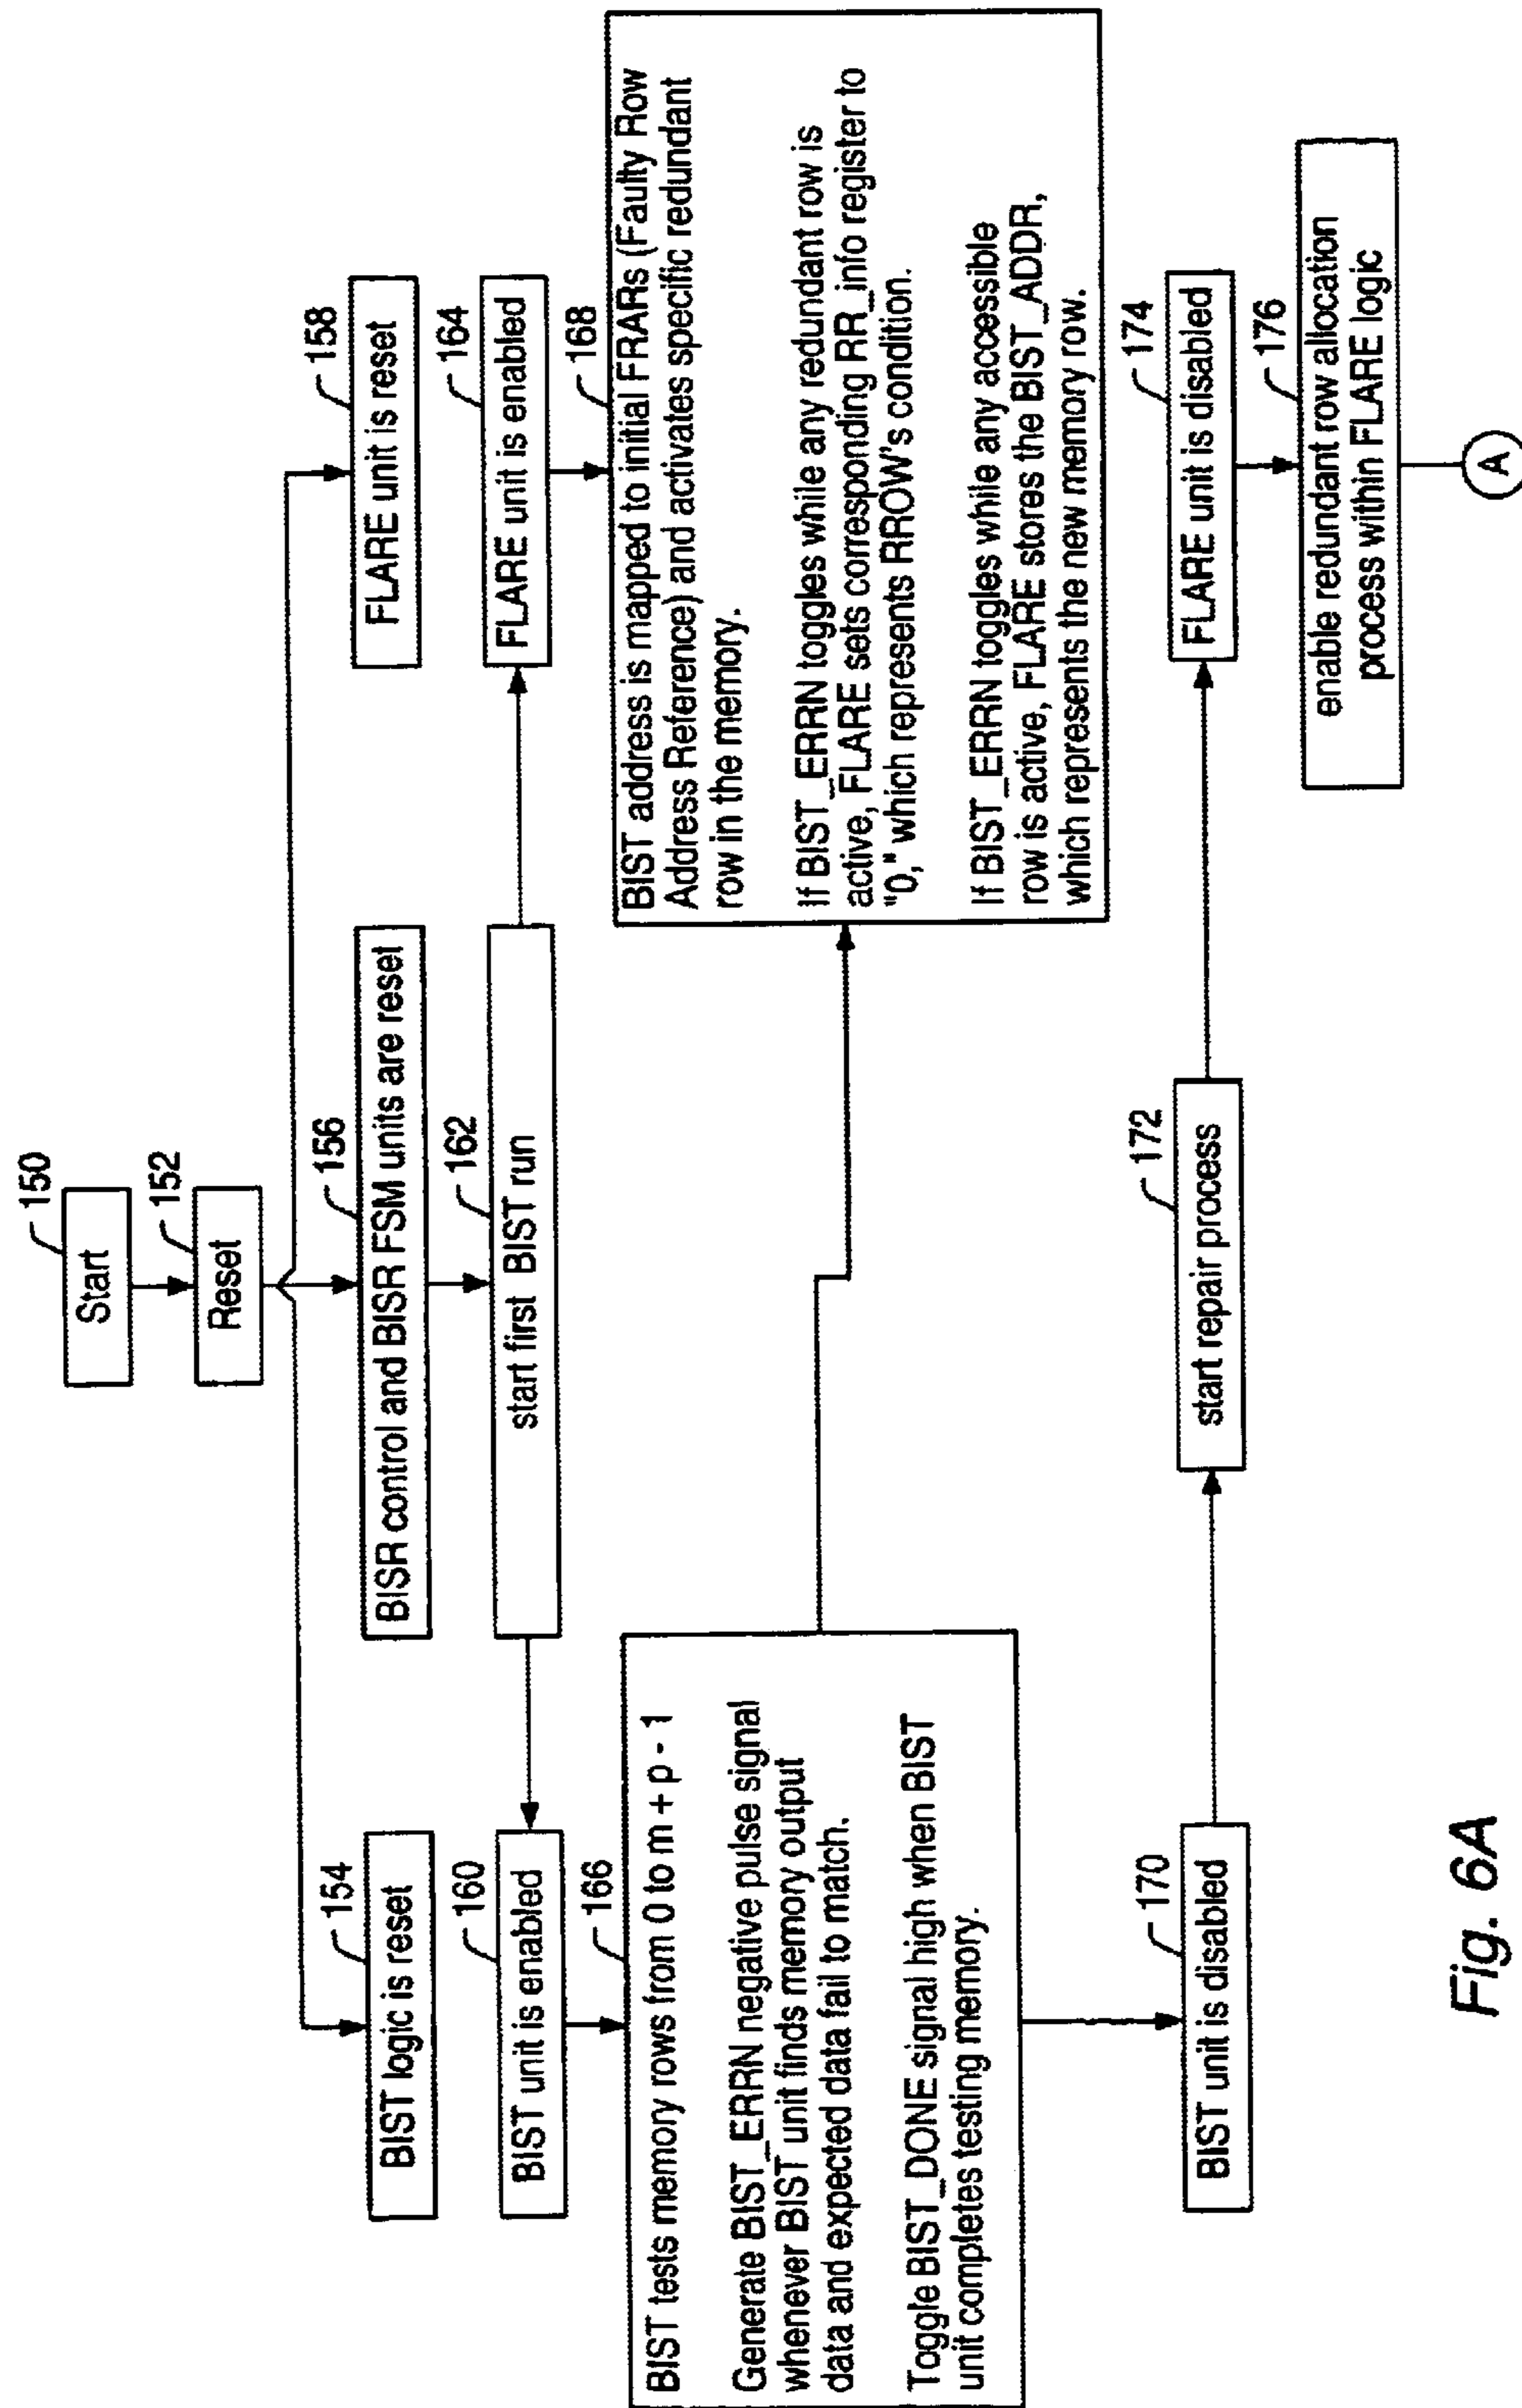 150
Start
152
Reset
154
BIST logic is reset
156
BISR control and BISR FSM units are reset
158
FLARE unit is reset
160
BIST unit is enabled
162
start first BIST run
164
FLARE unit is enabled
166
BIST tests memory rows from 0 to m + p - 1
Generate BIST_ERRN negative pulse signal
whenever BIST unit finds memory output
data and expected data fail to match.
Toggle BIST_DONE signal high when BIST
unit completes testing memory.
168
BIST address is mapped to initial FRARs (Faulty Row
Address Reference) and activates specific redundant
row in the memory.
If BIST_ERRN toggles while any redundant row is
active, FLARE sets corresponding RR_info register to
"0," which represents RROW's condition.
If BIST_ERRN toggles while any accessible
row is active, FLARE stores the BIST_ADDR,
which represents the new memory row.
170
BIST unit is disabled
172
start repair process
174
FLARE unit is disabled
176
enable redundant row allocation
process within FLARE logic
A
Fig. 6A